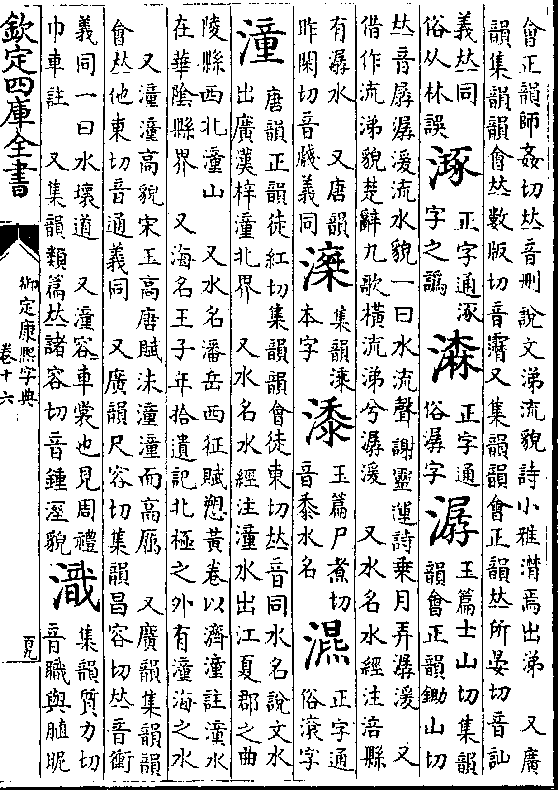 會正韻師姦切𠀤音刪說文涕流貌詩小雅潸焉出涕　又廣
韻集韻韻會𠀤數版切音又集韻韻會正韻𠀤所晏切音訕
義𠀤同
俗从林誤
正字通涿
字之譌
潹
正字通
俗潺字
潺
玉篇士山切集韻
韻會正韻鋤山切
𠀤音孱潺湲流水貌一曰水流聲謝靈運詩乗月弄潺湲　又
借作流涕貌楚辭九歌橫流涕兮潺湲　又水名水經注涪縣
有潺水　又唐韻
昨閑切音義同
集韻漆
本字
潻
玉篇尸煮切
音黍水名
正字通
俗滾字
潼
唐韻正韻徒紅切集韻韻會徒東切𠀤音同水名說文水
出廣漢梓潼北界　又水名水經注潼水出江夏郡之曲
陵縣西北潼山　又水名潘岳西征賦愬黃卷以濟潼註潼水
在華陰縣界　又海名王子年拾遺記北極之外有潼海之水
又潼潼高貌宋玉高唐賦沬潼潼而高厲　又廣韻集韻韻
會𠀤他東切音通義同　又廣韻尺容切集韻昌容切𠀤音衝
義同一曰水壞道　又潼容車裳也見周禮
巾車註　又集韻類篇𠀤諸容切音鍾溼貌
集韻質力切
音職與脜昵
欽定四庫全書
御定康熙字典
卷十六